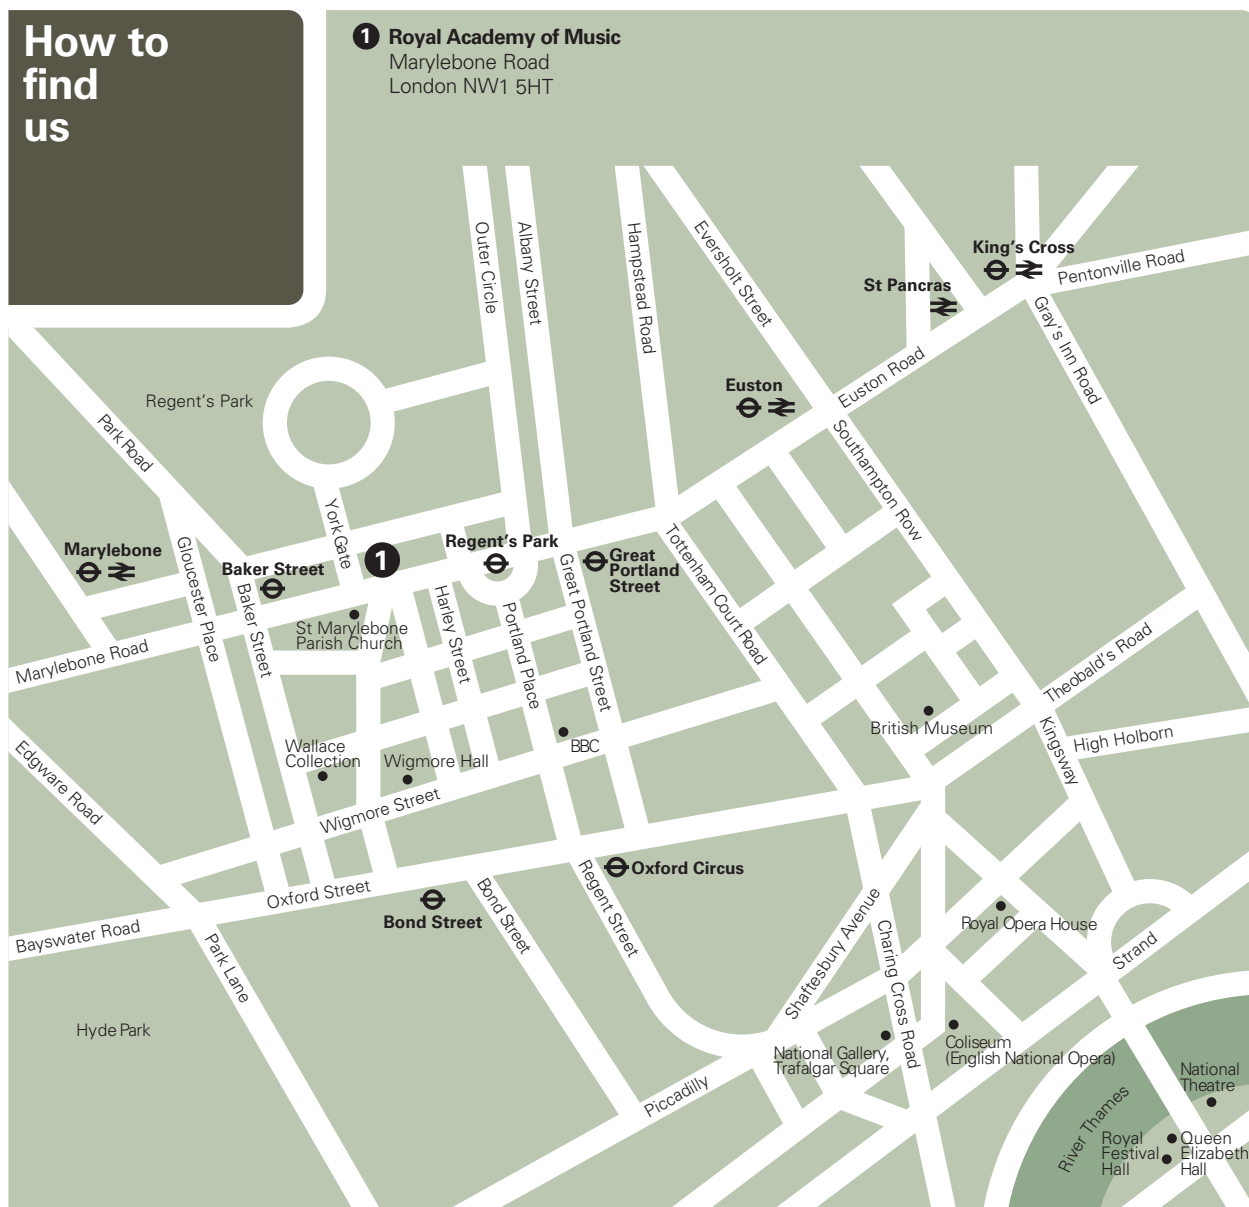 How to
find
us
1 Royal Academy of Music
Marylebone Road
London NW1 5HT
Outer Circle
Albany Street
Hampstead Road
Eversholt Street
King's Cross
St Pancras
Pentonville Road
Gray's Inn Road
Euston Road
Euston
Southampton Row
Regent's Park
Park Road
York Gate
1
Marylebone
Gloucester Place
Baker Street
Baker Street
Regent's Park
Great
Portland
Street
Great Portland Street
Tottenham Court Road
St Marylebone
Parish Church
Harley Street
Portland Place
Marylebone Road
Theobald's Road
British Museum
Kingsway
High Holborn
BBC
Wallace
Collection
Wigmore Hall
Wigmore Street
Edgware Road
Oxford Street
Oxford Circus
Bond Street
Bond Street
Regent Street
Bayswater Road
Park Lane
Shaftesbury Avenue
Charing Cross Road
Royal Opera House
Strand
Hyde Park
National Gallery,
Trafalgar Square
Coliseum
(English National Opera)
Piccadilly
River Thames
National
Theatre
Royal
Festival
Hall
Queen
Elizabeth
Hall